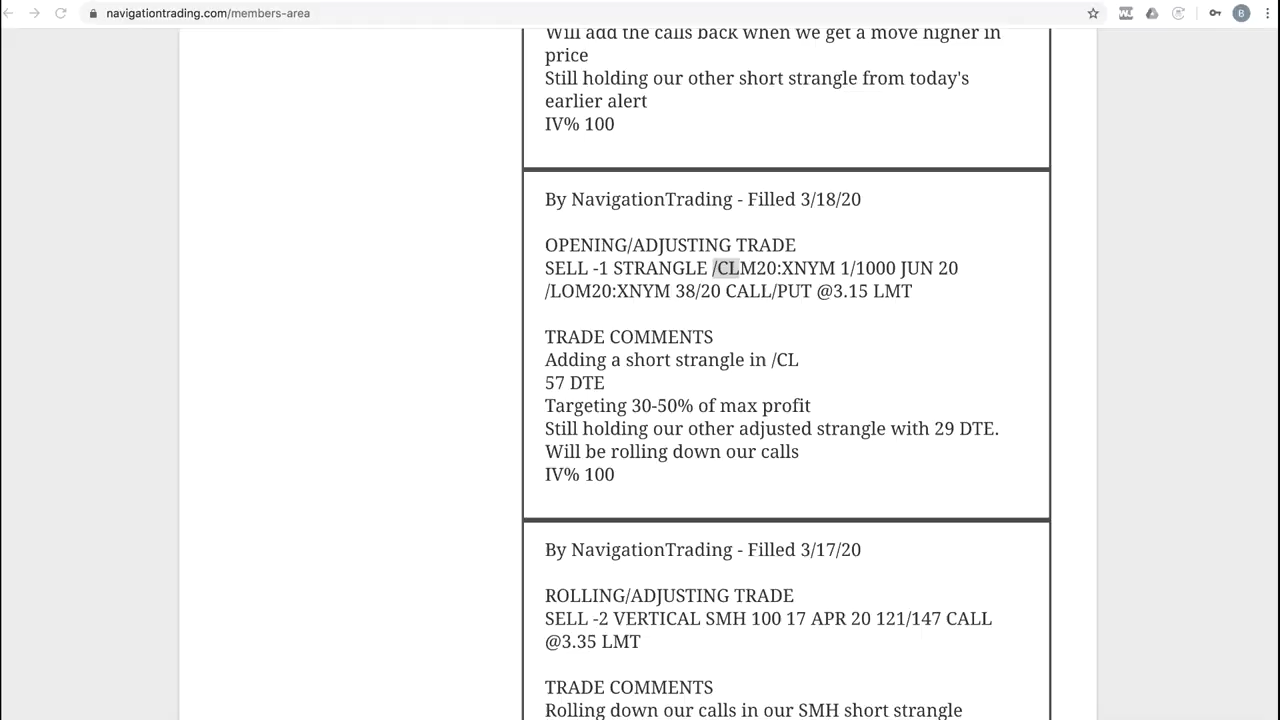 navigationtrading.com/members-area
B
Will add the calls back when we get a move higher in
price
Still holding our other short strangle from today's
earlier alert
IV% 100
By NavigationTrading - Filled 3/18/20
OPENING/ADJUSTING TRADE
SELL -1 STRANGLE /CLM20:XNYM 1/1000 JUN 20
/LOM20:XNYM 38/20 CALL/PUT @3.15 LMT
TRADE COMMENTS
Adding a short strangle in /CL
57 DTE
Targeting 30-50% of max profit
Still holding our other adjusted strangle with 29 DTE.
Will be rolling down our calls
IV% 100
By NavigationTrading - Filled 3/17/20
ROLLING/ADJUSTING TRADE
SELL -2 VERTICAL SMH 100 17 APR 20 121/147 CALL
@3.35 LMT
TRADE COMMENTS
Rolling down our calls in our SMH short strangle